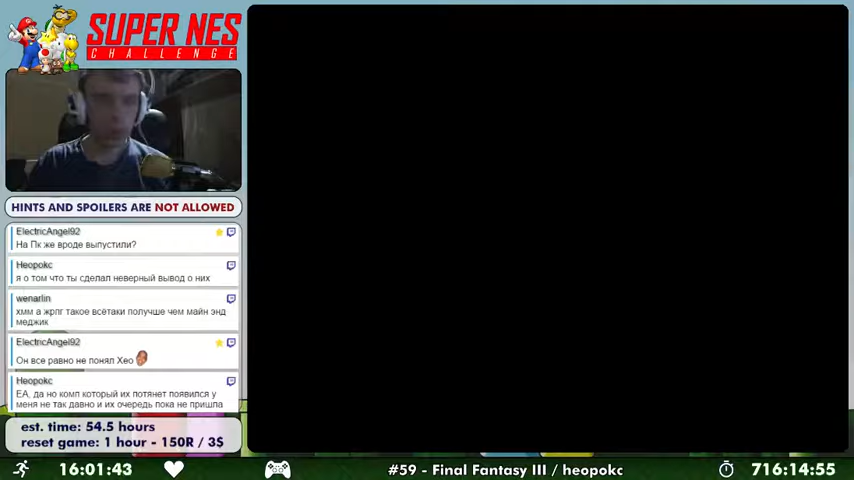 SUPER NES
CHALLENGE
HINTS AND SPOILERS ARE NOT ALLOWED
ElectricAngel92
На Пк же вроде выпустили?
Heopokc
я о том что ты сделал неверный вывод о них
wenarlin
хмм а жрпг такое всётаки получше чем майн энд
меджик
ElectricAngel92
Он все равно не понял Хео
Heopokc
ЕА, да но комп который их потянет появился у
меня не так давно и их очередь пока не пришла
est. time: 54.5 hours
reset game: 1 hour - 150R / 3$
16:01:43
#59 - Final Fantasy III / heopokc
716:14:55